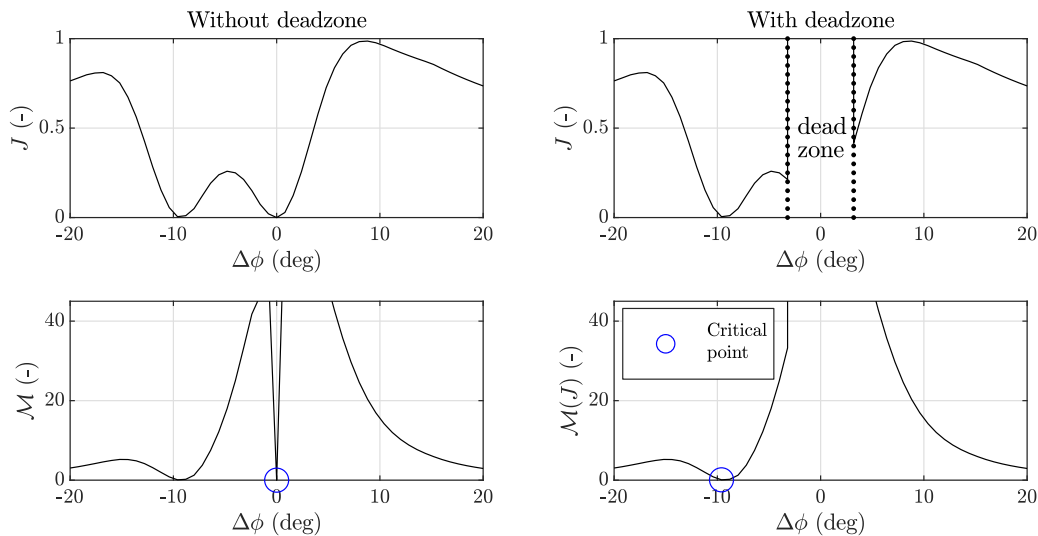 Without deadzone
1
0.5
0
J (-)
-20
-10
0
10
20
Δϕ (deg)
With deadzone
1
0.5
0
J (-)
dead
zone
-20
-10
0
10
20
Δϕ (deg)
40
20
0
ℳ (-)
-20
-10
0
10
20
Δϕ (deg)
40
20
0
ℳ(J) (-)
Critical
point
-20
-10
0
10
20
Δϕ (deg)